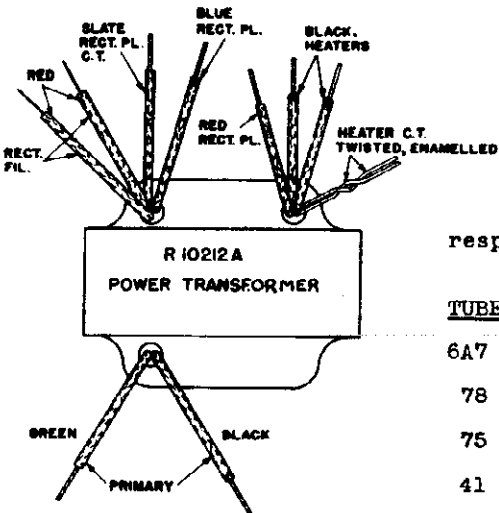 SLATE
RECT. PL.
C.T.
BLUE
RECT. PL.
BLACK,
HEATERS
RED
RED
RECT. PL.
HEATER C.T.
TWISTED, ENAMELLED
RECT.
FIL.
R 10212A
POWER TRANSFORMER
GREEN
BLACK
PRIMARY
resp
TUBE
6A7
78
75
41